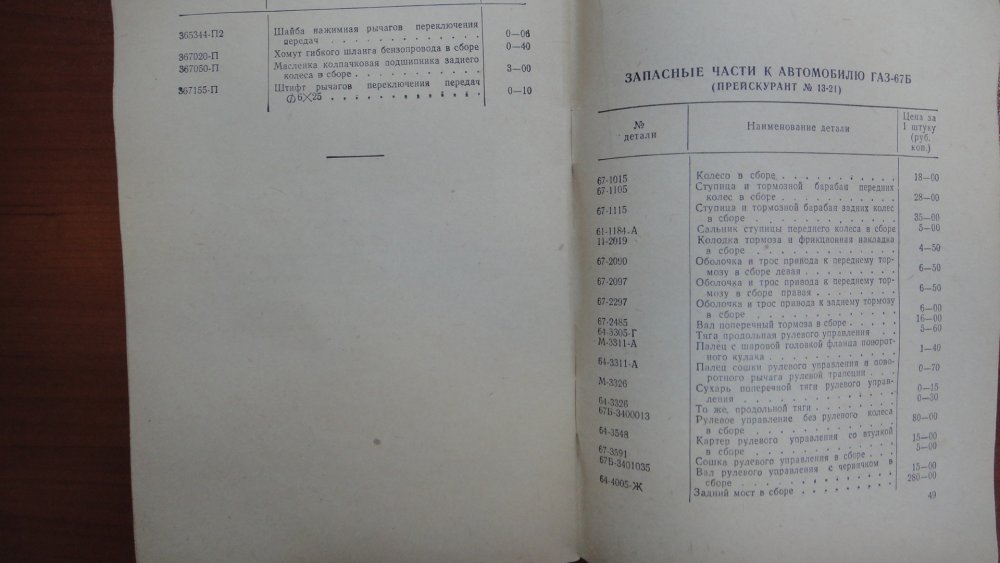 365344-П2 Шайба нажимная рычагов переключения
передач . . . . . . . . . . . . 0—06
367020-П Хомут гибкого шланга бензопровода в сборе 0—40
367050-П Масленка колпачковая подшипника заднего
колеса в сборе . . . . . . . . . . 3—00
367155-П Штифт рычагов переключения передач
∅6×25 . . . . . . . . . . . . 0—10
ЗАПАСНЫЕ ЧАСТИ К АВТОМОБИЛЮ ГАЗ-67Б
(ПРЕЙСКУРАНТ № 13-21)
№
детали
Наименование детали
Цена за
1 штуку
(руб.
коп.)
67-1015 Колесо в сборе . . . . . . . . . . . 18—00
67-1105 Ступица и тормозной барабан передних
колес в сборе . . . . . . . . . . . 28—00
67-1115 Ступица и тормозной барабан задних колес
в сборе . . . . . . . . . . . . . 35—00
61-1184-А Сальник ступицы переднего колеса в сборе 5—00
11-2019 Колодка тормоза и фрикционная накладка
в сборе . . . . . . . . . . . . . 4—50
67-2090 Оболочка и трос привода к переднему тор-
мозу в сборе левая . . . . . . . . . 6—50
67-2097 Оболочка и трос привода к переднему тор-
мозу в сборе правая . . . . . . . . 6—50
67-2297 Оболочка и трос привода к заднему тормозу
в сборе . . . . . . . . . . . . . 6—00
67-2485 Вал поперечный тормоза в сборе . . . . . 16—00
64-3305-Г Тяга продольная рулевого управления . . . 5—60
М-3311-А Палец с шаровой головкой фланца поворот-
ного кулака . . . . . . . . . . . . 1—40
64-3311-А Палец сошки рулевого управления и пово-
ротного рычага рулевой трапеции . . . 0—70
М-3326 Сухарь поперечной тяги рулевого управ-
ления . . . . . . . . . . . . . . 0—15
64-3326 То же, продольной тяги . . . . . . . . 0—30
67Б-3400013 Рулевое управление без рулевого колеса
в сборе . . . . . . . . . . . . . 80—00
64-3548 Картер рулевого управления со втулкой
в сборе . . . . . . . . . . . . . 15—00
67-3591 Сошка рулевого управления в сборе . . . 5—00
67Б-3401035 Вал рулевого управления с червячком в
сборе . . . . . . . . . . . . . . 15—00
64-4005-Ж Задний мост в сборе . . . . . . . . . 280—00
49